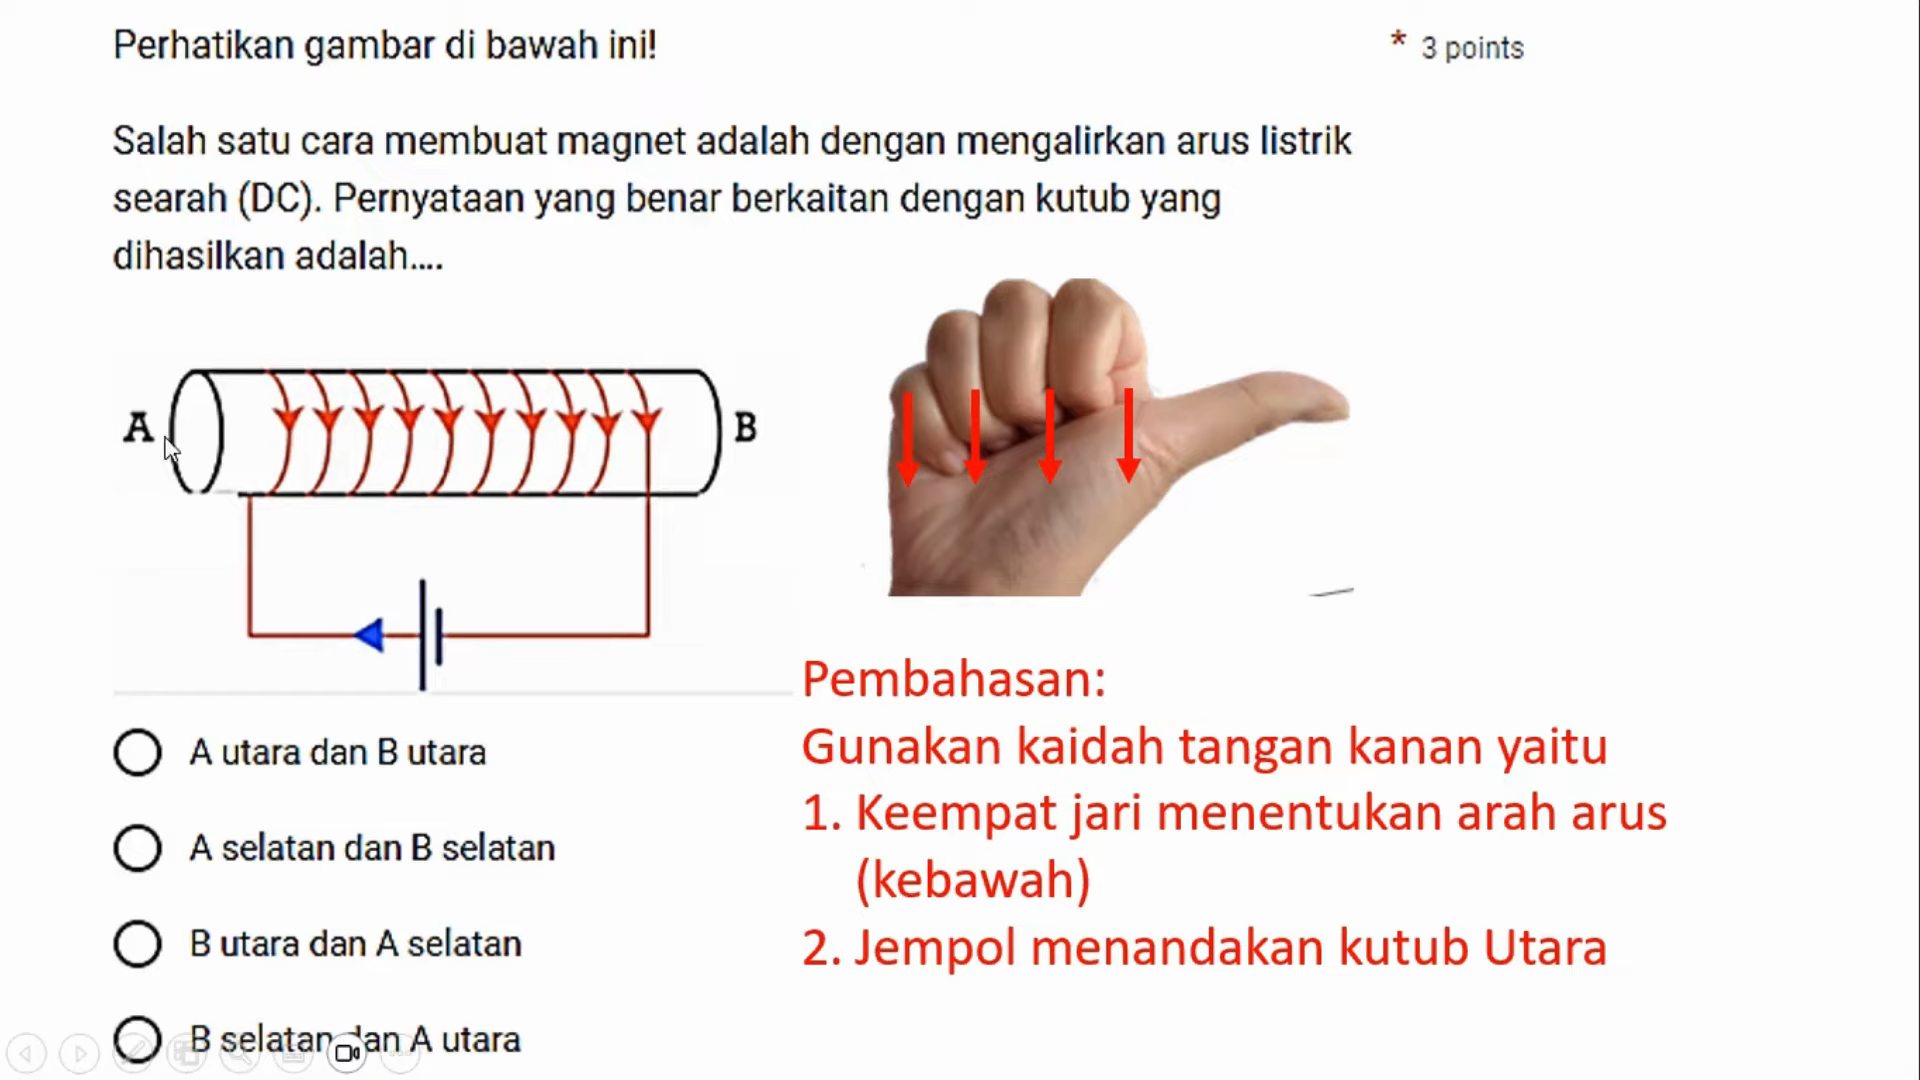 Perhatikan gambar di bawah ini!
* 3 points
Salah satu cara membuat magnet adalah dengan mengalirkan arus listrik
searah (DC). Pernyataan yang benar berkaitan dengan kutub yang
dihasilkan adalah....
A
B
Pembahasan:
Gunakan kaidah tangan kanan yaitu
1. Keempat jari menentukan arah arus
(kebawah)
2. Jempol menandakan kutub Utara
A utara dan B utara
A selatan dan B selatan
B utara dan A selatan
B selatan dan A utara